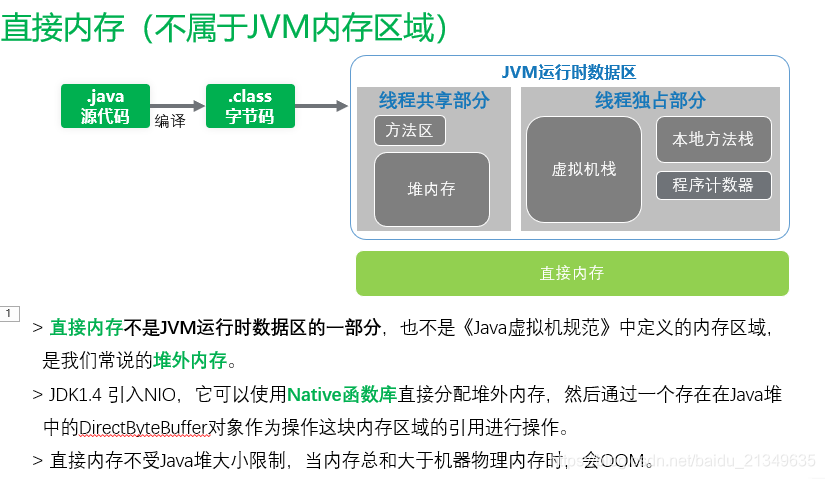 直接内存（不属于JVM内存区域）
JVM运行时数据区
.java
源代码
编译
.class
字节码
线程共享部分
方法区
堆内存
线程独占部分
虚拟机栈
本地方法栈
程序计数器
直接内存
1
> 直接内存不是JVM运行时数据区的一部分，也不是《Java虚拟机规范》中定义的内存区域，
是我们常说的堆外内存。
> JDK1.4 引入NIO，它可以使用Native函数库直接分配堆外内存，然后通过一个存在在Java堆
中的DirectByteBuffer对象作为操作这块内存区域的引用进行操作。
> 直接内存不受Java堆大小限制，当内存总和大于机器物理内存时，会OOM。
https://blog.csdn.net/baidu_21349635